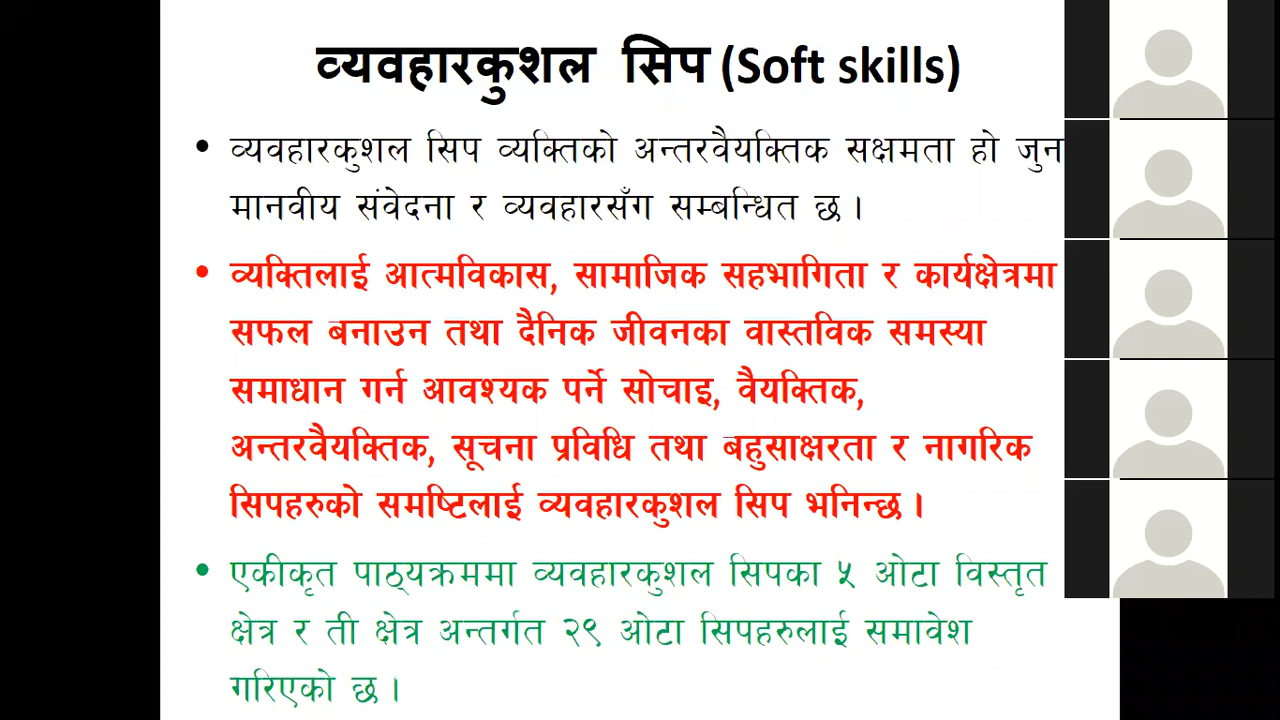 व्यवहारकुशल सिप (Soft skills)
• व्यवहारकुशल सिप व्यक्तिको अन्तरवैयक्तिक सक्षमता हो जुन
मानवीय संवेदना र व्यवहारसँग सम्बन्धित छ ।
• व्यक्तिलाई आत्मविकास, सामाजिक सहभागिता र कार्यक्षेत्रमा
सफल बनाउन तथा दैनिक जीवनका वास्तविक समस्या
समाधान गर्न आवश्यक पर्ने सोचाइ, वैयक्तिक,
अन्तरवैयक्तिक, सूचना प्रविधि तथा बहुसाक्षरता र नागरिक
सिपहरुको समष्टिलाई व्यवहारकुशल सिप भनिन्छ ।
• एकीकृत पाठ्यक्रममा व्यवहारकुशल सिपका ५ ओटा विस्तृत
क्षेत्र र ती क्षेत्र अन्तर्गत २९ ओटा सिपहरुलाई समावेश
गरिएको छ ।